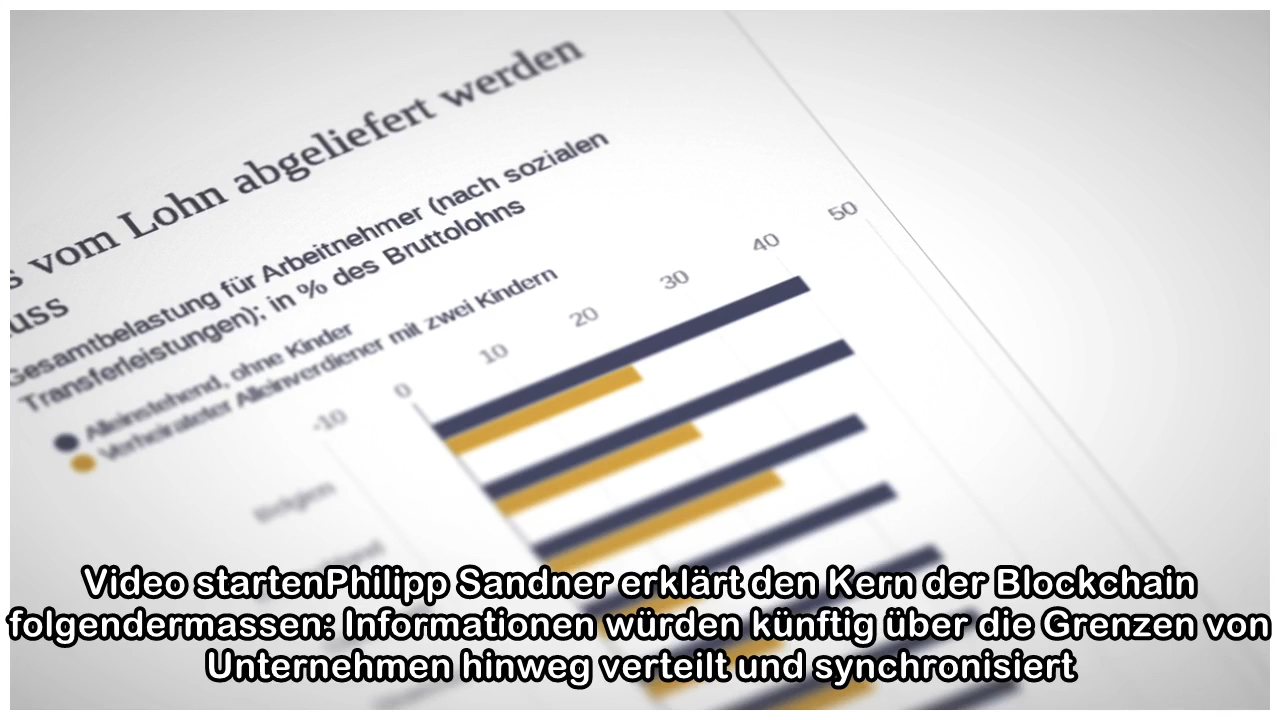 s vom Lohn abgeliefert werden
uss
Gesamtbelastung für Arbeitnehmer (nach sozialen
Transferleistungen); in % des Bruttolohns
Alleinstehend, ohne Kinder
Verheirateter Alleinverdiener mit zwei Kindern
-10 0 10 20 30 40 50
Belgien
Video startenPhilipp Sandner erklärt den Kern der Blockchain
folgendermassen: Informationen würden künftig über die Grenzen von
Unternehmen hinweg verteilt und synchronisiert